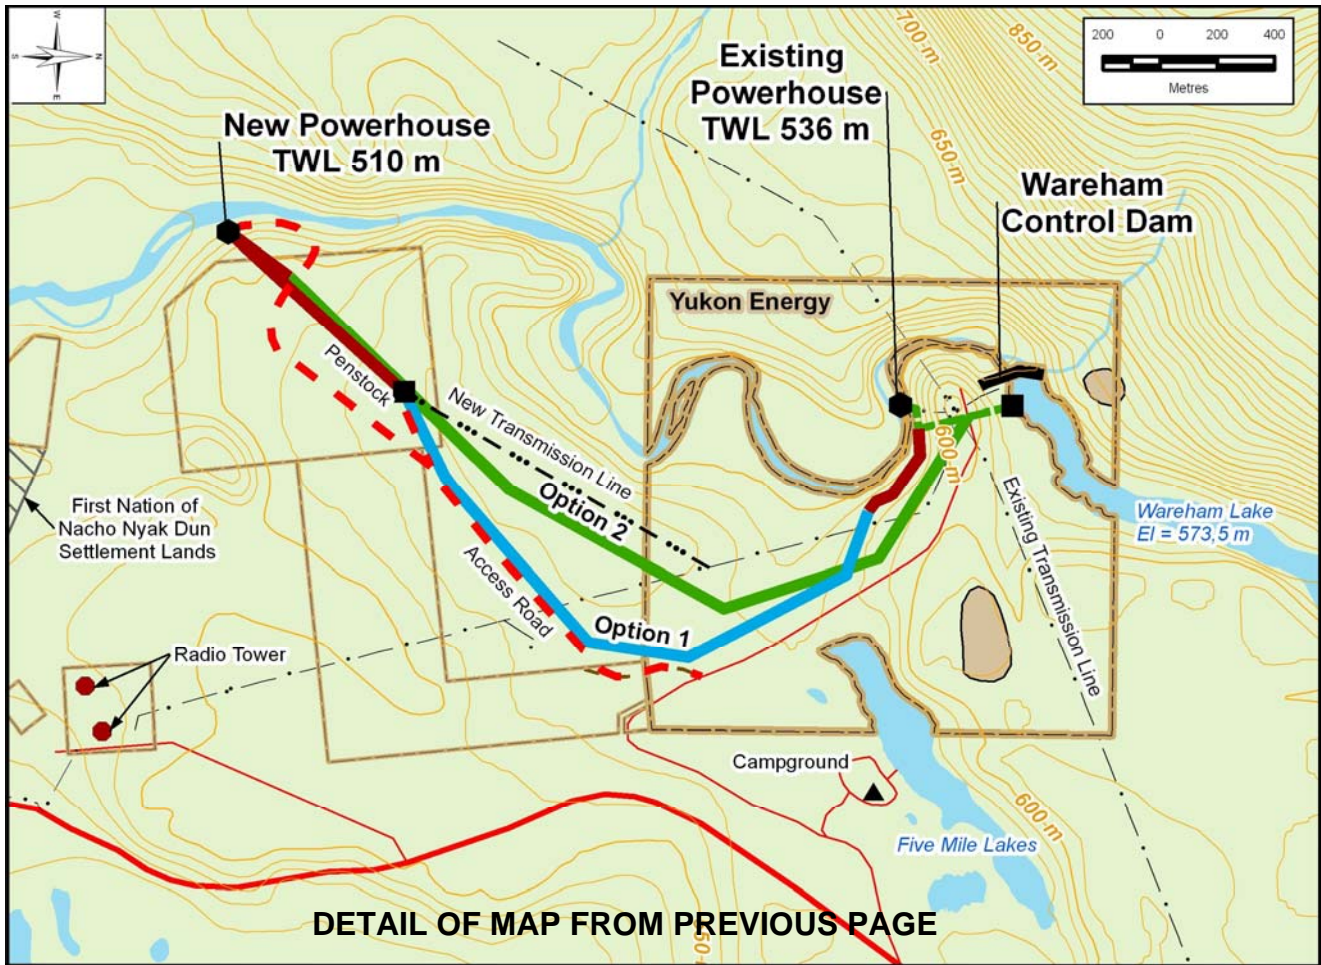 W
S
N
E
200 0 200 400
Metres
700-m
850-m
650-m
Existing
Powerhouse
TWL 536 m
New Powerhouse
TWL 510 m
Wareham
Control Dam
Yukon Energy
Penstock
New Transmission Line
Option 2
600-m
Existing Transmission Line
Wareham Lake
El = 573,5 m
First Nation of
Nacho Nyak Dun
Settlement Lands
Access Road
Option 1
Radio Tower
Campground
600-m
Five Mile Lakes
DETAIL OF MAP FROM PREVIOUS PAGE